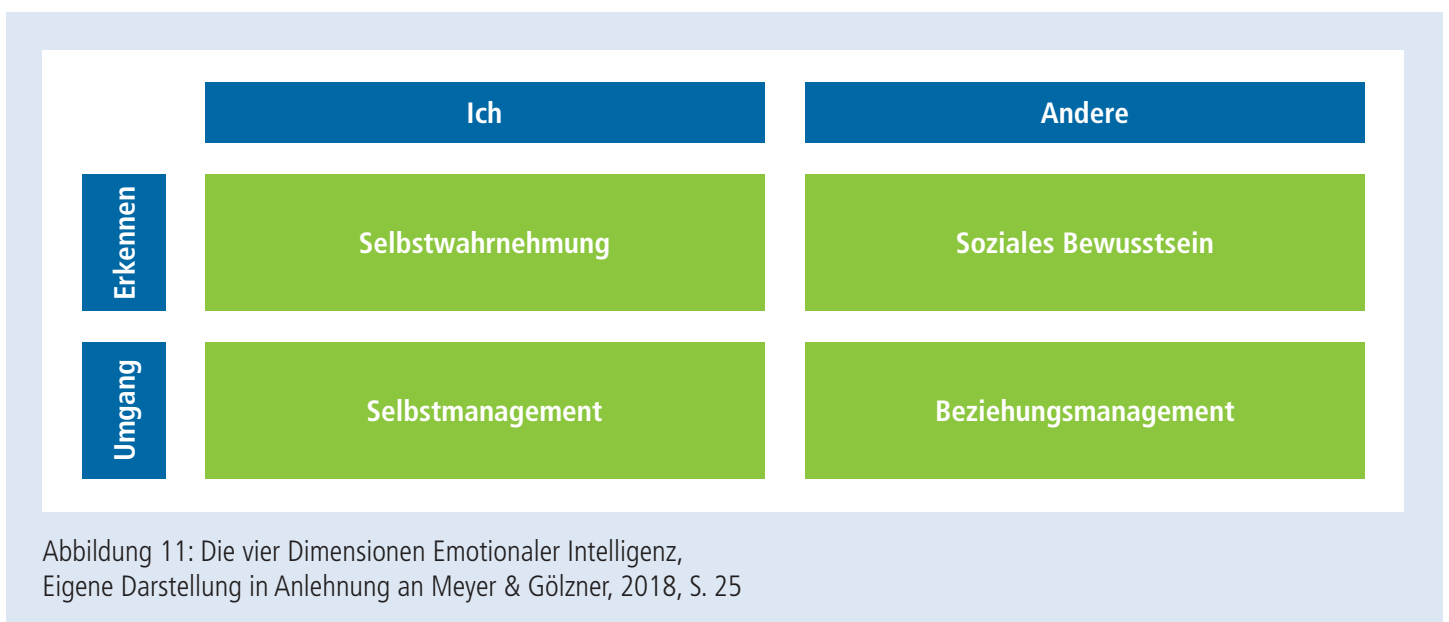 Ich
Andere
Erkennen
Selbstwahrnehmung
Soziales Bewusstsein
Umgang
Selbstmanagement
Beziehungsmanagement
Abbildung 11: Die vier Dimensionen Emotionaler Intelligenz,
Eigene Darstellung in Anlehnung an Meyer & Gölzner, 2018, S. 25